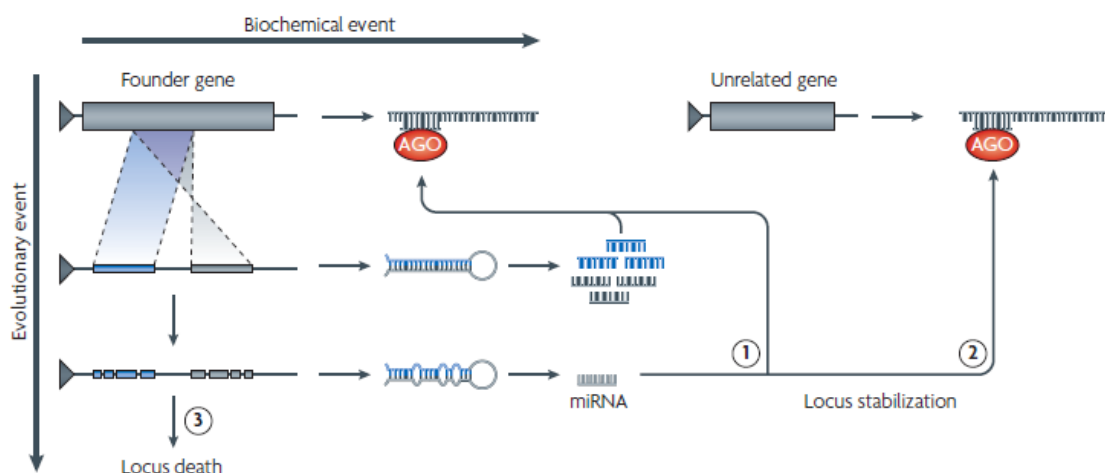 Biochemical event
Founder gene
Unrelated gene
AGO
AGO
Evolutionary event
1
2
miRNA
Locus stabilization
3
Locus death